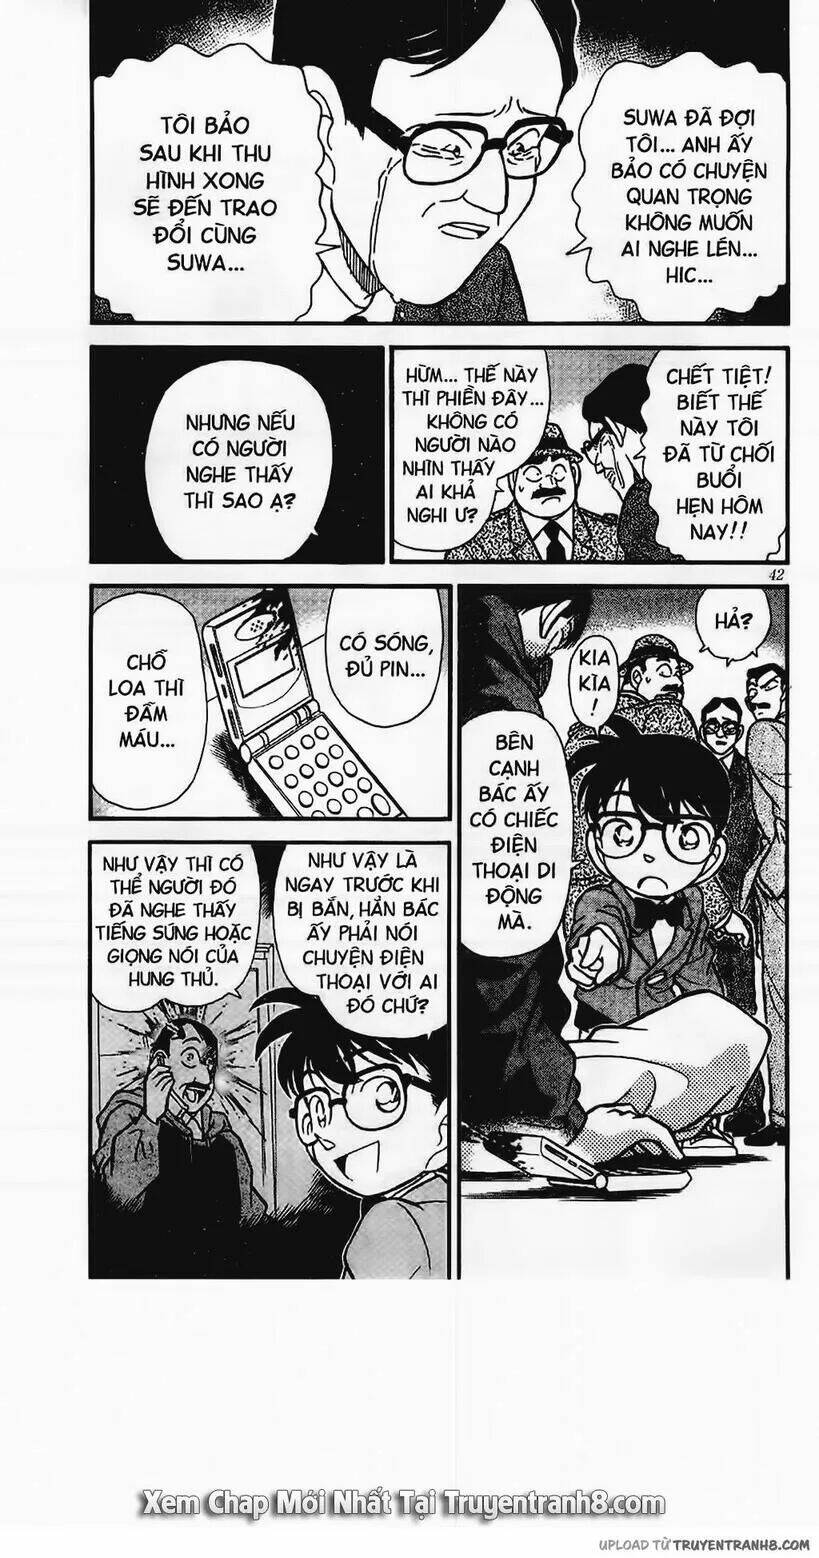 SUWA ĐÃ ĐỢI
TÔI... ANH ẤY
BẢO CÓ CHUYỆN
QUAN TRỌNG
KHÔNG MUỐN
AI NGHE LÉN...
HIC...
TÔI BẢO
SAU KHI THU
HÌNH XONG
SẼ ĐẾN TRAO
ĐỔI CÙNG
SUWA...
CHẾT TIỆT!
BIẾT THẾ
NÀY TÔI
ĐÃ TỪ CHỐI
BUỔI
HẸN HÔM
NAY!!
HỪM... THẾ NÀY
THÌ PHIỀN ĐÂY...
KHÔNG CÓ
NGƯỜI NÀO
NHÌN THẤY
AI KHẢ
NGHI Ư?
NHƯNG NẾU
CÓ NGƯỜI
NGHE THẤY
THÌ SAO Ạ?
42
HẢ?
KIA
KÌA
!
BÊN
CẠNH
BÁC ẤY
CÓ CHIẾC
ĐIỆN
THOẠI DI
ĐỘNG
MÀ.
CÓ SÓNG,
ĐỦ PIN...
CHỖ
LOA THÌ
ĐẪM
MÁU...
NHƯ VẬY LÀ
NGAY TRƯỚC KHI
BỊ BẮN, HẲN BÁC
ẤY PHẢI NÓI
CHUYỆN ĐIỆN
THOẠI VỚI AI
ĐÓ CHỨ?
NHƯ VẬY THÌ CÓ
THỂ NGƯỜI ĐÓ
ĐÃ NGHE THẤY
TIẾNG SÚNG HOẶC
GIỌNG NÓI CỦA
HUNG THỦ.
Xem Chap Mới Nhất Tại Truyentranh8.com
UPLOAD TỪ TRUYENTRANH8.COM